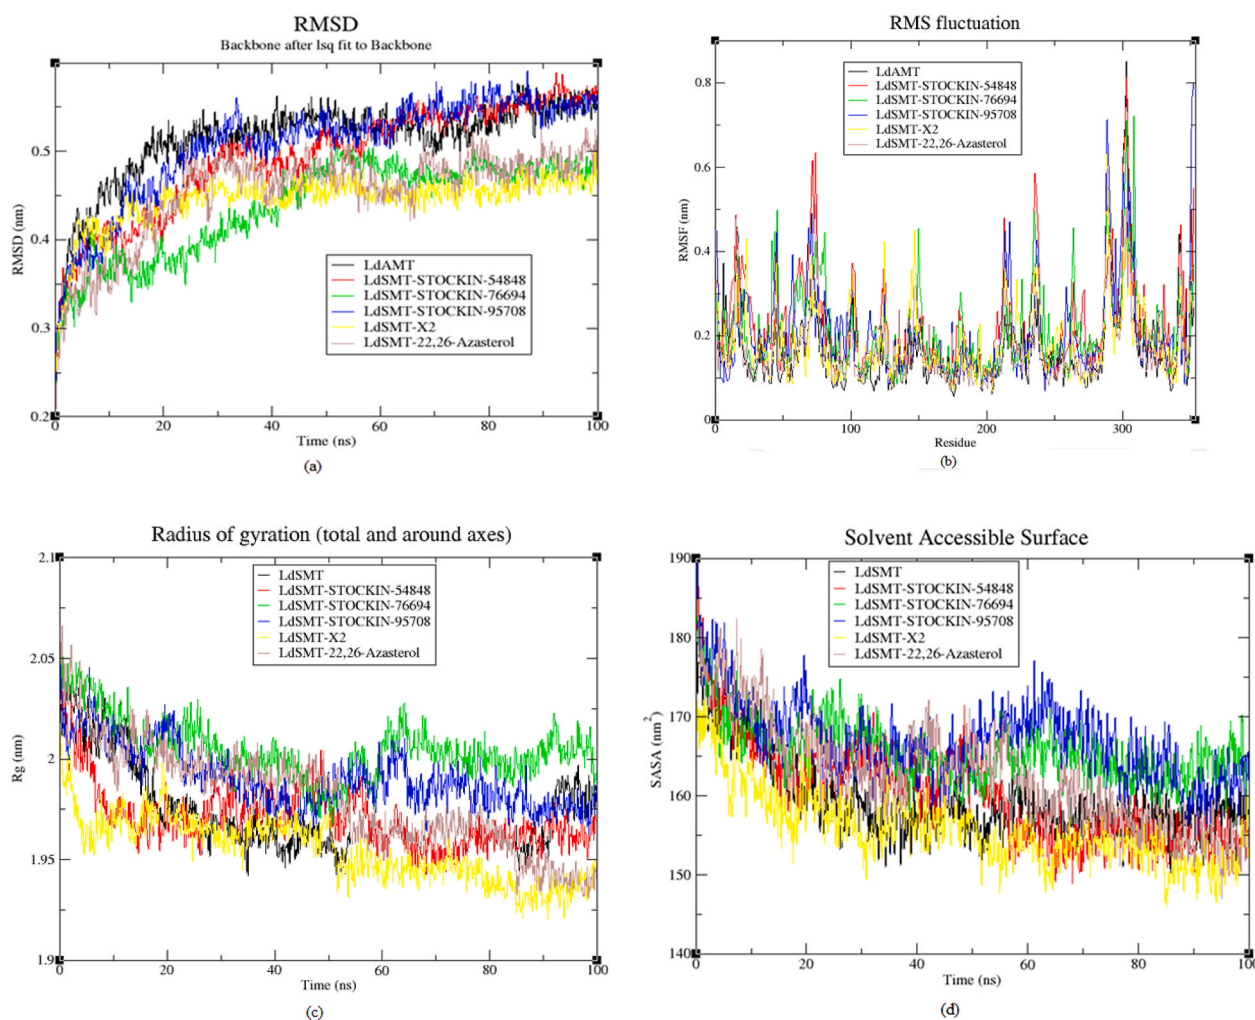 RMSD
Backbone after lsq fit to Backbone
RMSD (nm)
0.5
0.4
0.3
0.2
LdAMT
LdSMT-STOCKIN-54848
LdSMT-STOCKIN-76694
LdSMT-STOCKIN-95708
LdSMT-X2
LdSMT-22,26-Azasterol
0 20 40 60 80 100
Time (ns)
(a)
RMS fluctuation
RMSF (nm)
0.8
0.6
0.4
0.2
0
LdAMT
LdSMT-STOCKIN-54848
LdSMT-STOCKIN-76694
LdSMT-STOCKIN-95708
LdSMT-X2
LdSMT-22,26-Azasterol
0 100 200 300
Residue
(b)
Radius of gyration (total and around axes)
Rg (nm)
2.1
2.05
2
1.95
1.9
LdSMT
LdSMT-STOCKIN-54848
LdSMT-STOCKIN-76694
LdSMT-STOCKIN-95708
LdSMT-X2
LdSMT-22,26-Azasterol
0 20 40 60 80 100
Time (ns)
(c)
Solvent Accessible Surface
SASA (nm²)
190
180
170
160
150
140
LdSMT
LdSMT-STOCKIN-54848
LdSMT-STOCKIN-76694
LdSMT-STOCKIN-95708
LdSMT-X2
LdSMT-22,26-Azasterol
0 20 40 60 80 100
Time (ns)
(d)